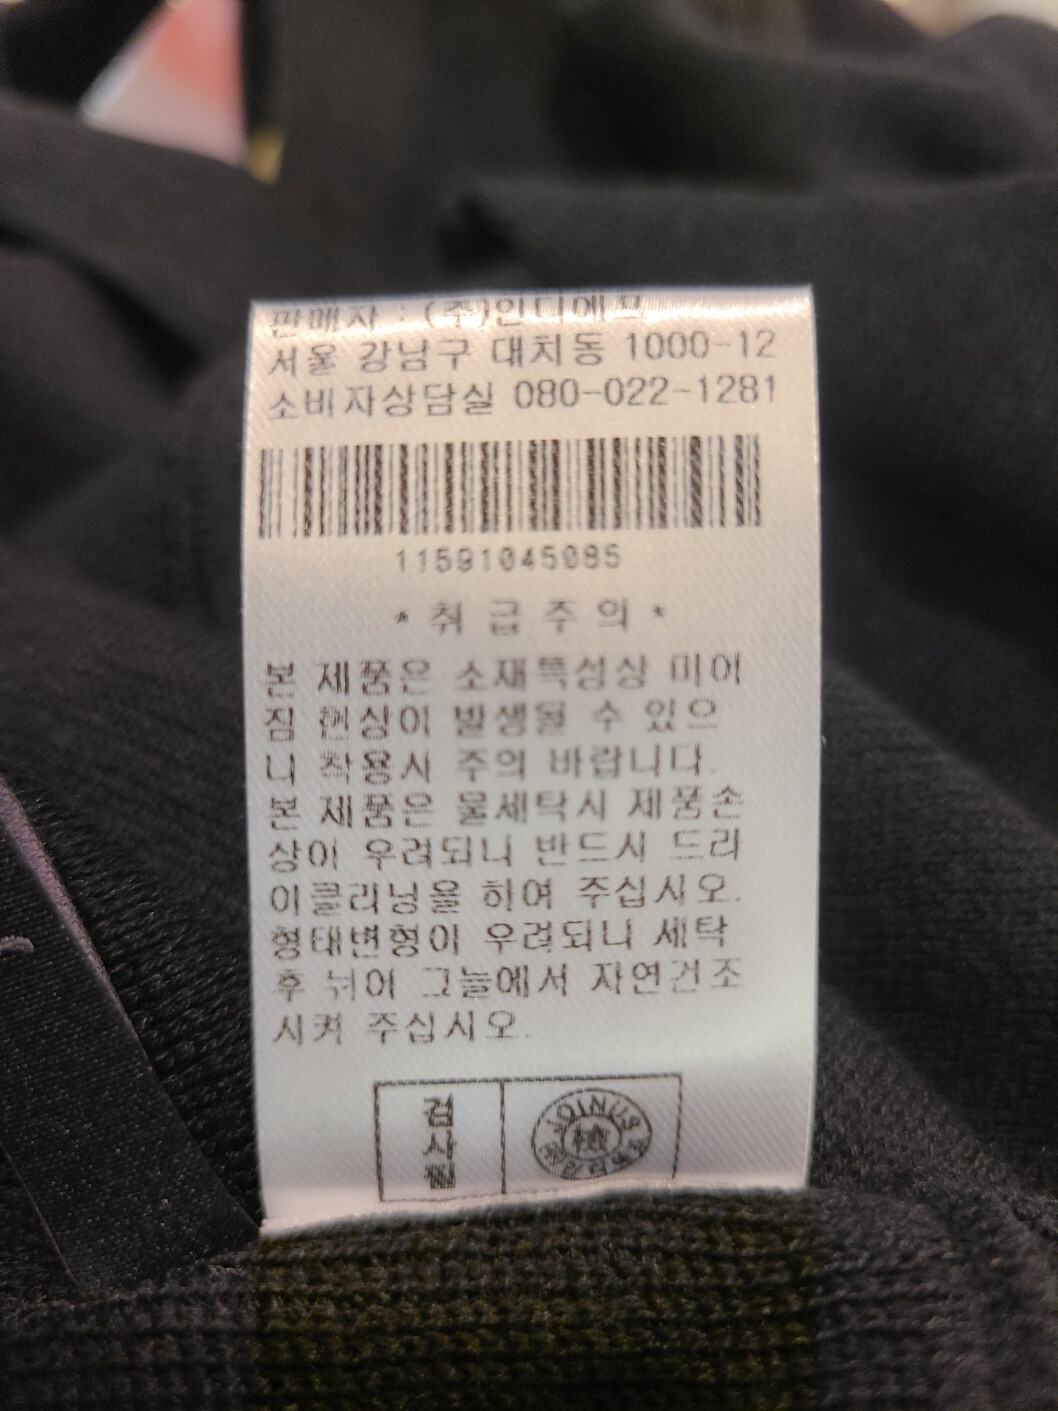 판매자 : (주)인디에프
서울 강남구 대치동 1000-12
소비자상담실 080-022-1281
11591045085
* 취 급 주 의 *
본 제품은 소재특성상 미어
짐 현상이 발생될 수 있으
니 착용시 주의 바랍니다.
본 제품은 물세탁시 제품손
상이 우려되니 반드시 드라
이클리닝을 하여 주십시오.
형태변형이 우려되니 세탁
후 뉘어 그늘에서 자연건조
시켜 주십시오.
검사필
JOINUS
檢